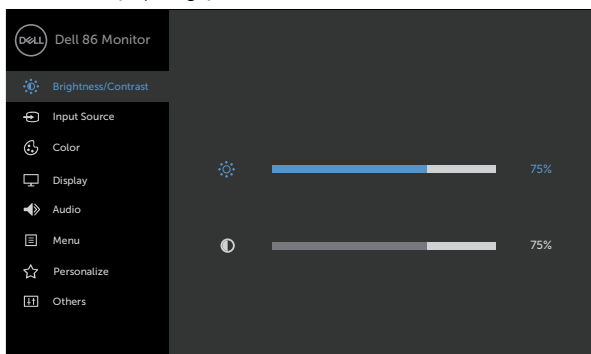 DELL
Dell 86 Monitor
Brightness/Contrast
Input Source
Color
Display
Audio
Menu
Personalize
Others
75%
75%